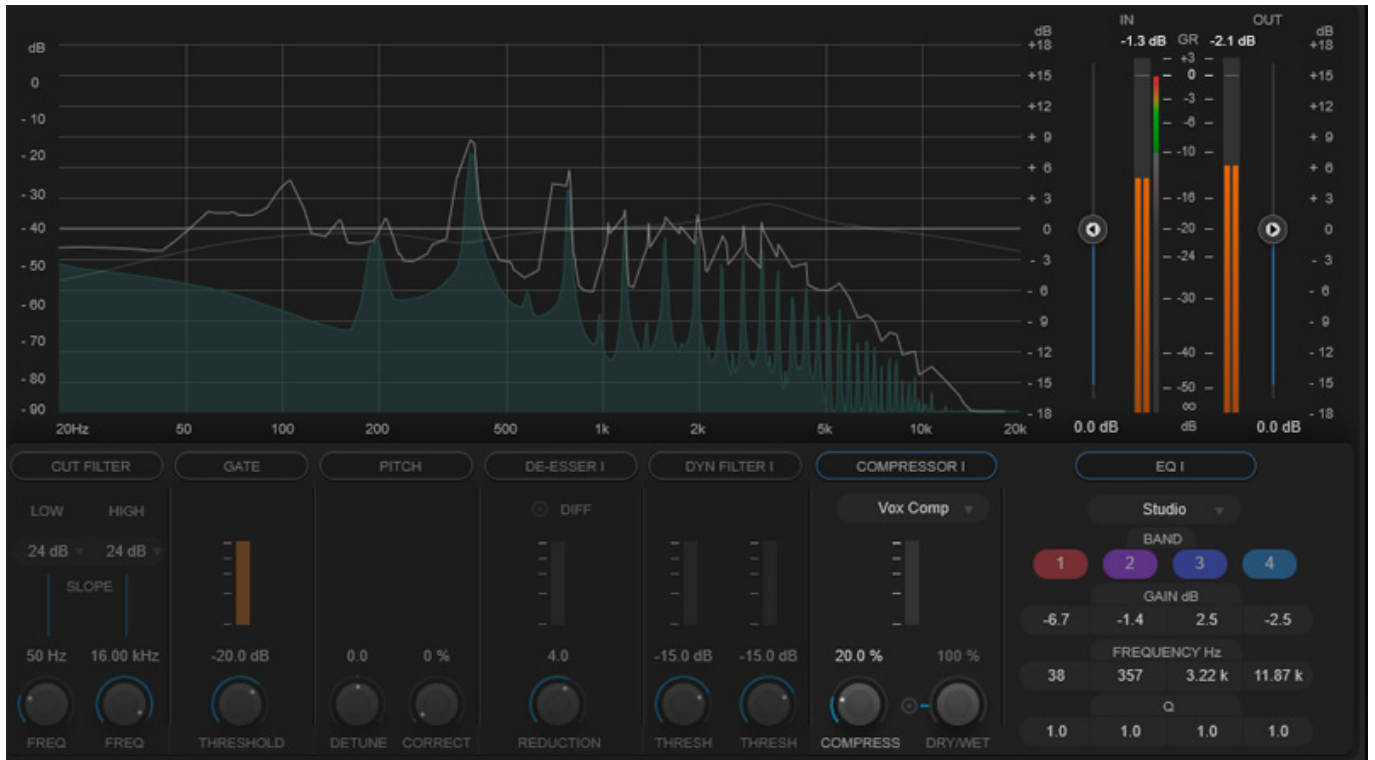 IN OUT
dB -1.3 dB GR -2.1 dB dB
dB +18 +3 +18
0 +15 0 +15
-3
- 10 +12 -6 +12
+ 9 -10 + 9
- 20 + 6 + 6
- 30 + 3 -16 + 3
- 40 0 -20 0
- 50 - 3 -24 - 3
- 60 - 6 -30 - 6
- 70 - 9 - 9
- 12 -40 - 12
- 80 - 15 -50 - 15
- 90 - 18 ∞ - 18
20Hz 50 100 200 500 1k 2k 5k 10k 20k 0.0 dB dB 0.0 dB
CUT FILTER GATE PITCH DE-ESSER I DYN FILTER I COMPRESSOR I EQ I
LOW HIGH DIFF Vox Comp Studio
BAND
24 dB 24 dB 1 2 3 4
SLOPE GAIN dB
-6.7 -1.4 2.5 -2.5
50 Hz 16.00 kHz -20.0 dB 0.0 0 % 4.0 -15.0 dB -15.0 dB 20.0 % 100 % FREQUENCY Hz
38 357 3.22 k 11.87 k
Q
1.0 1.0 1.0 1.0
FREQ FREQ THRESHOLD DETUNE CORRECT REDUCTION THRESH THRESH COMPRESS DRY/WET